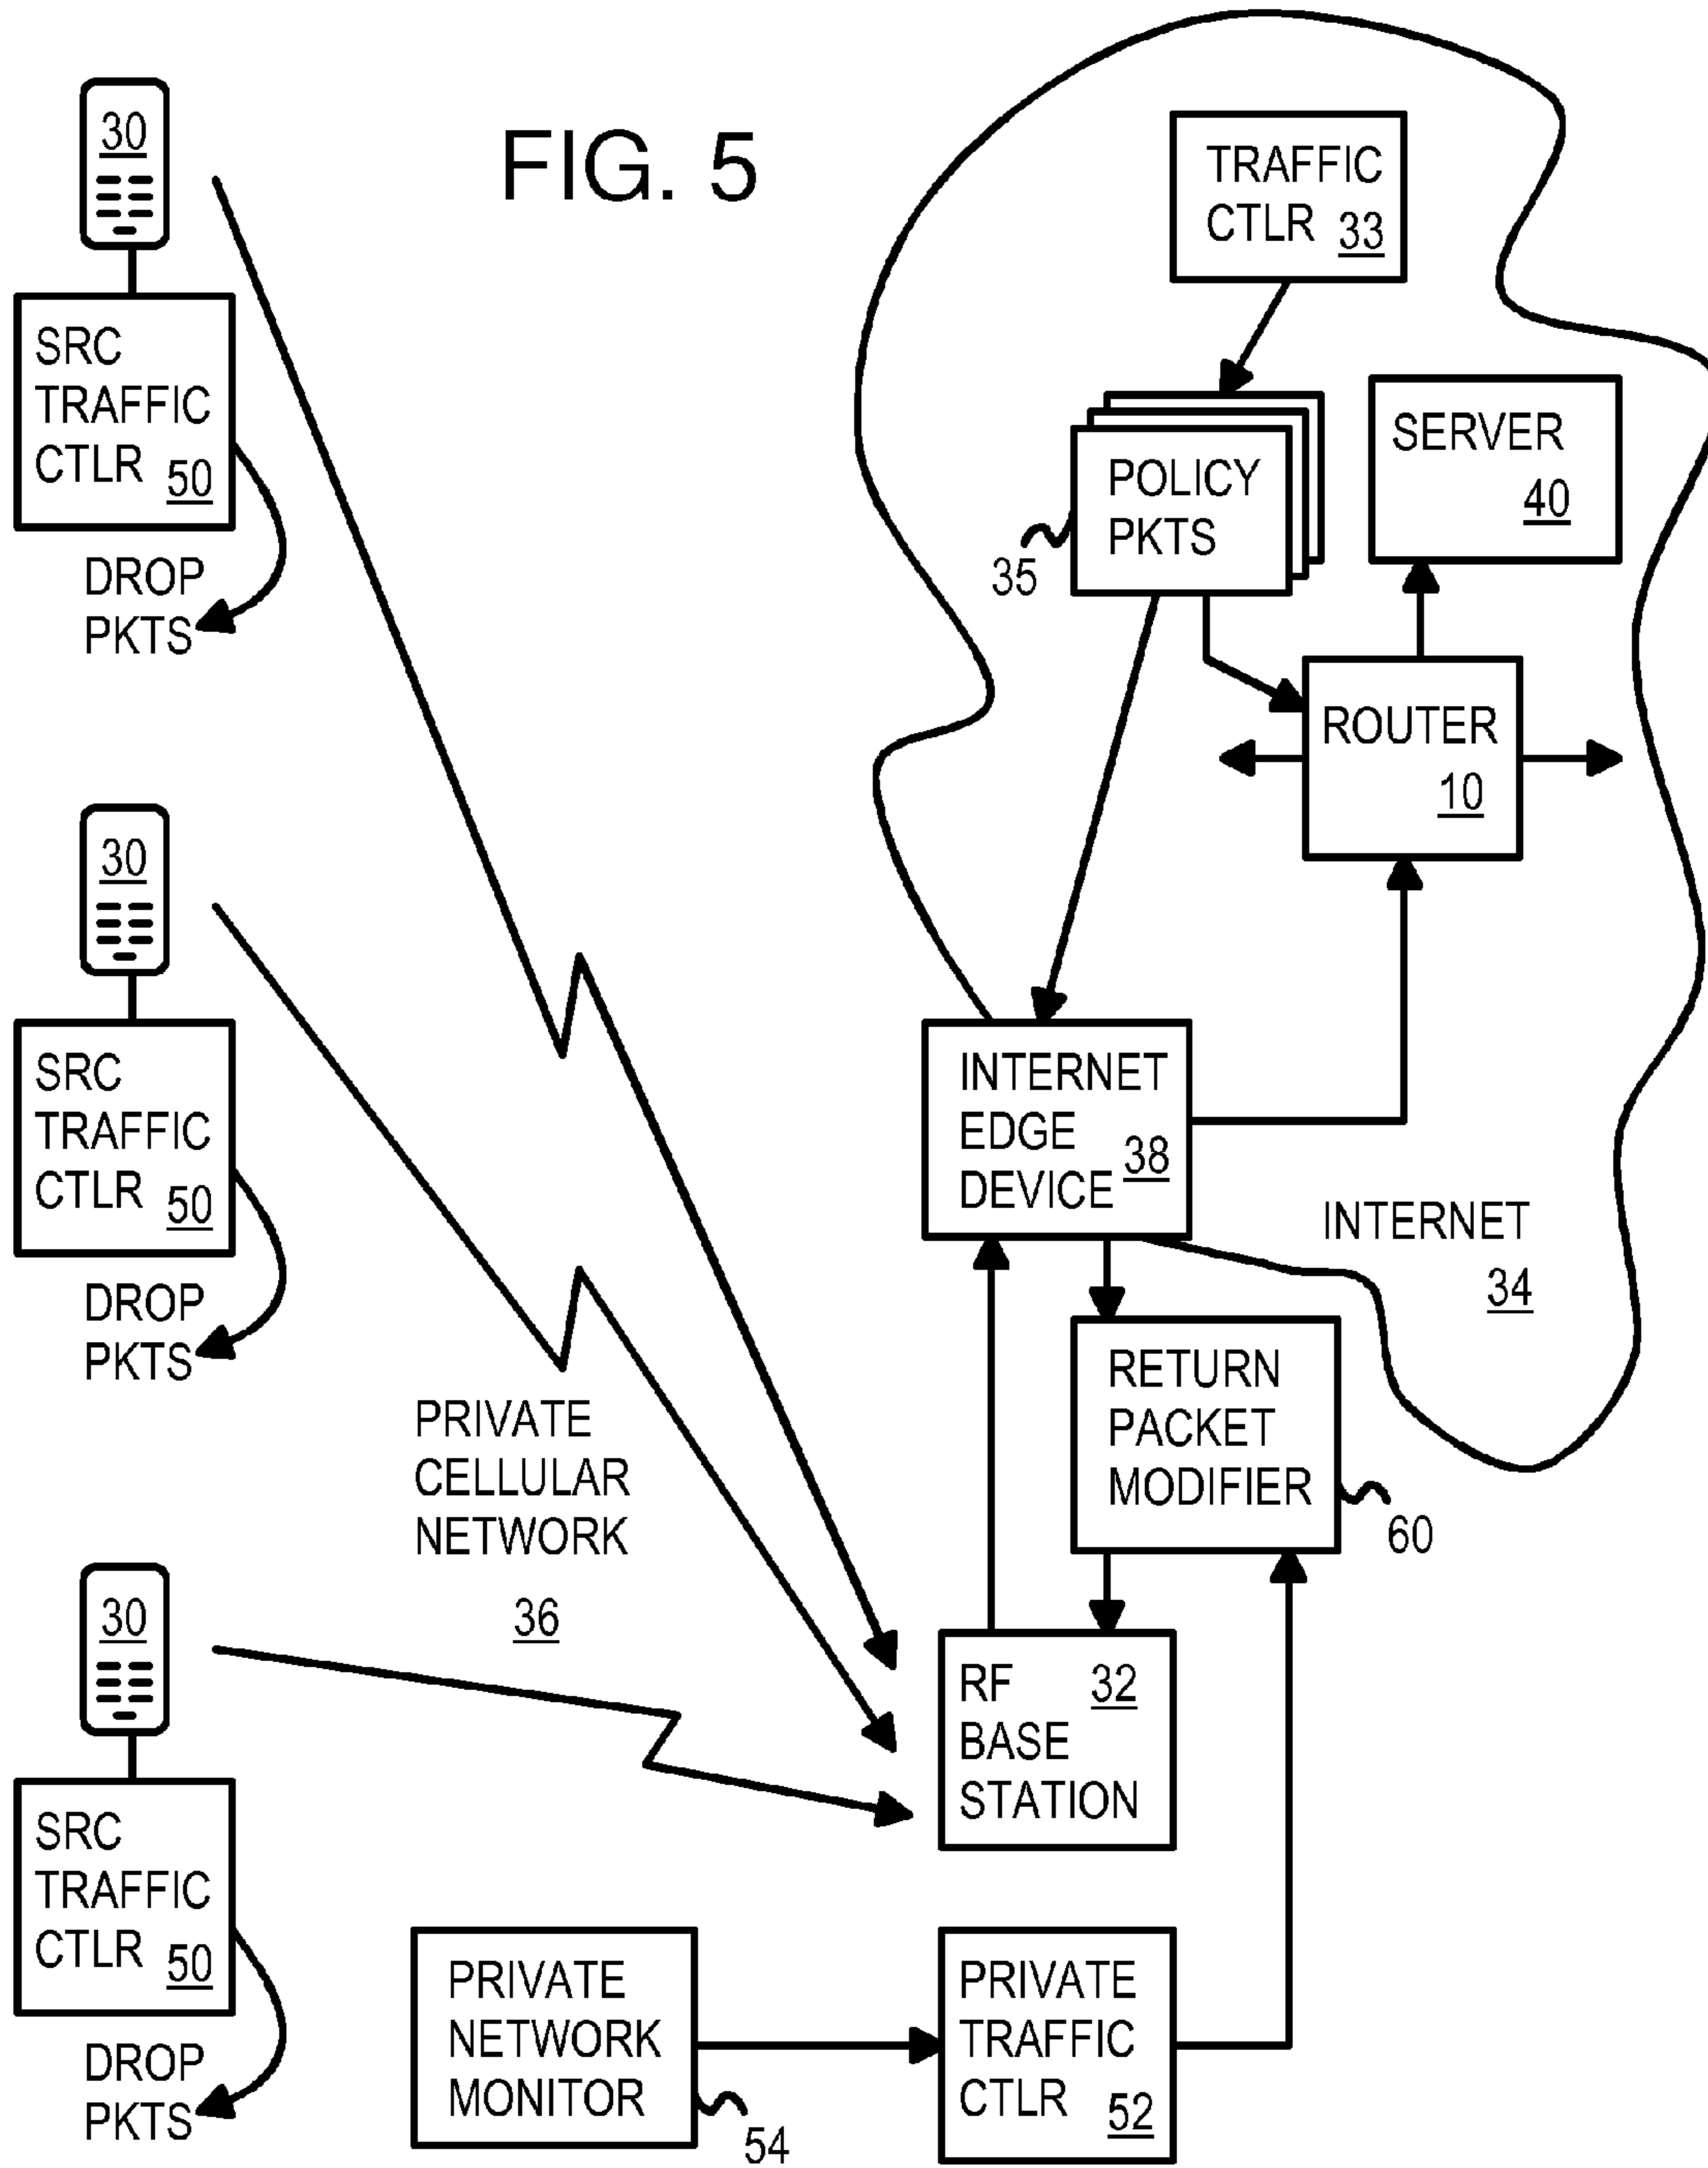 FIG. 5
30
SRC
TRAFFIC
CTLR 50
DROP
PKTS
30
SRC
TRAFFIC
CTLR 50
DROP
PKTS
30
SRC
TRAFFIC
CTLR 50
DROP
PKTS
PRIVATE
CELLULAR
NETWORK
36
TRAFFIC
CTLR 33
POLICY
PKTS
35
SERVER
40
ROUTER
10
INTERNET
EDGE
DEVICE 38
INTERNET
34
RETURN
PACKET
MODIFIER
60
RF 32
BASE
STATION
PRIVATE
NETWORK
MONITOR
54
PRIVATE
TRAFFIC
CTLR 52